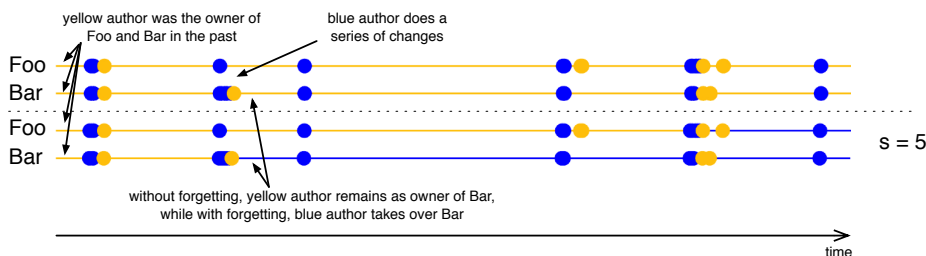 yellow author was the owner of
Foo and Bar in the past
blue author does a
series of changes
Foo
Bar
Foo
Bar
s = 5
without forgetting, yellow author remains as owner of Bar,
while with forgetting, blue author takes over Bar
time